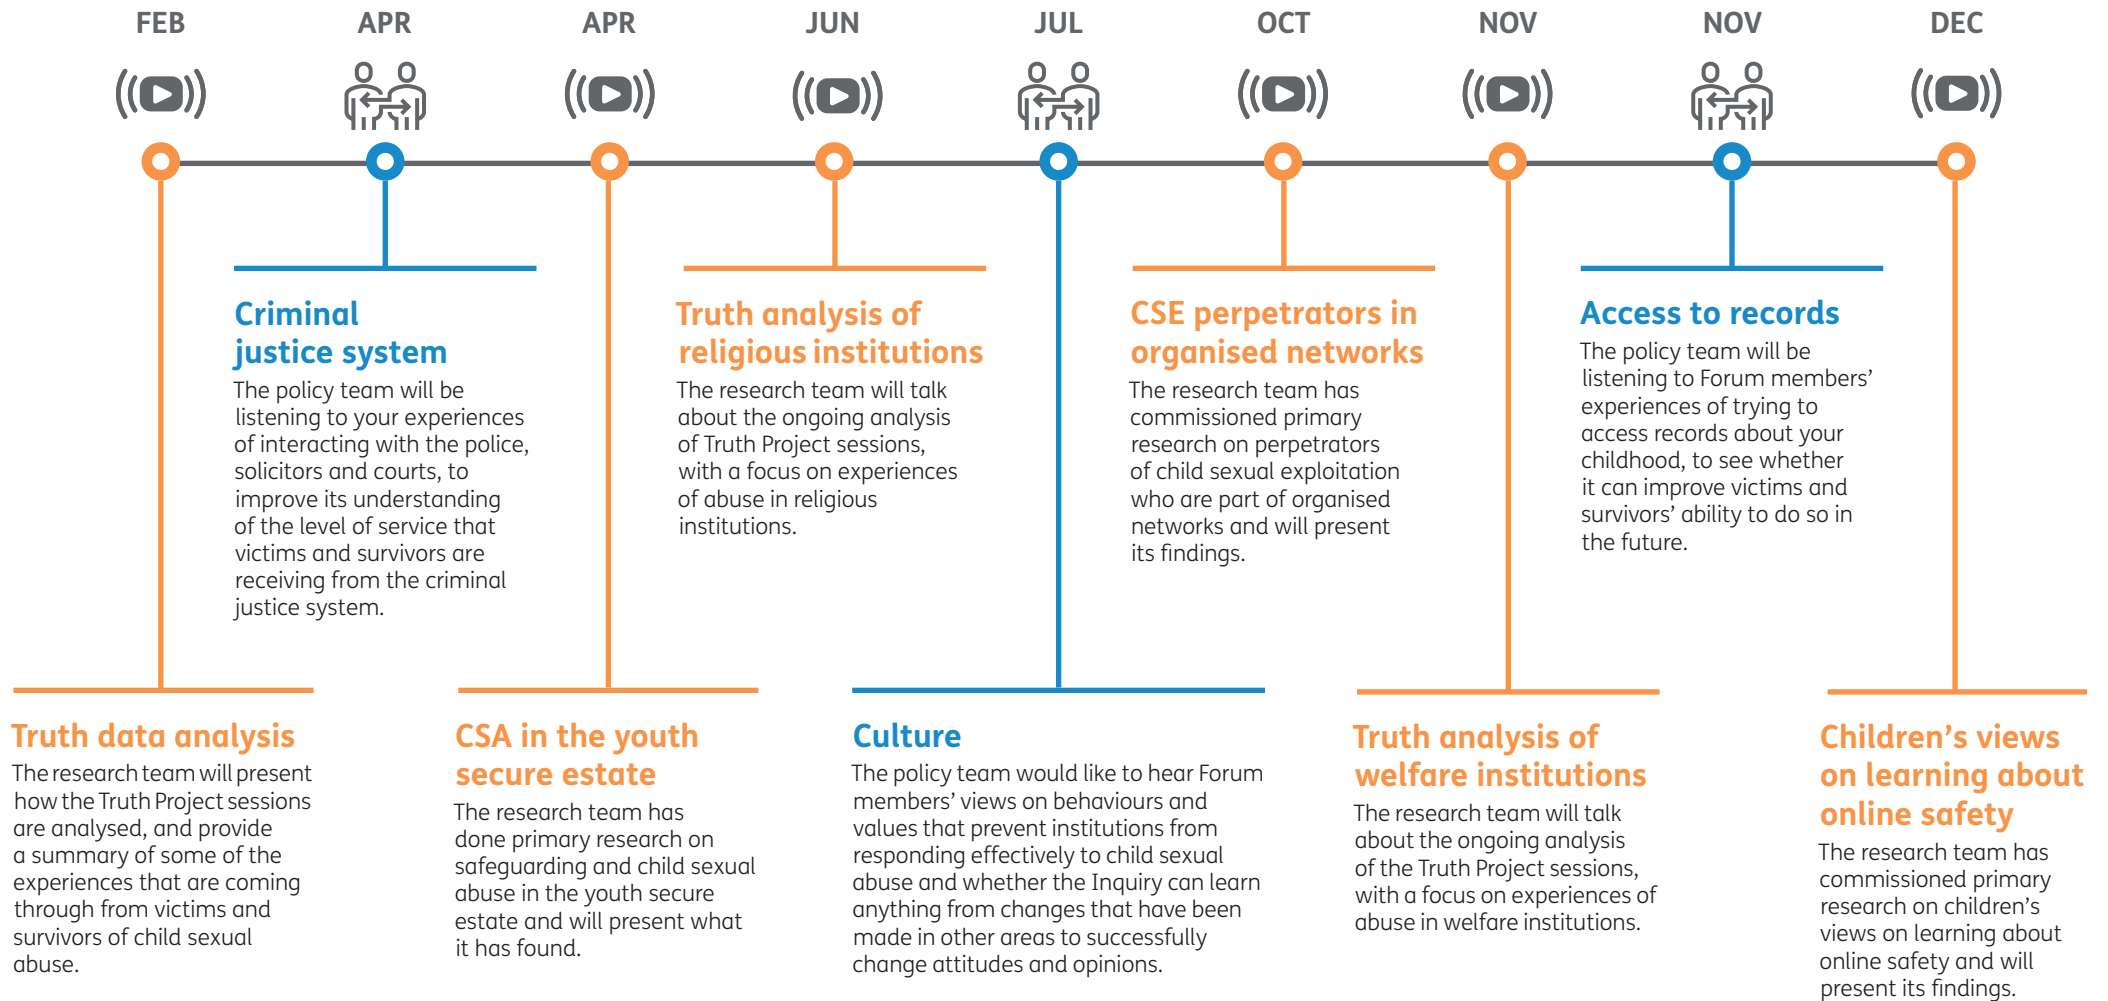 FEB
APR
APR
JUN
JUL
OCT
NOV
NOV
DEC
Criminal
justice system
The policy team will be
listening to your experiences
of interacting with the police,
solicitors and courts, to
improve its understanding
of the level of service that
victims and survivors are
receiving from the criminal
justice system.
Truth analysis of
religious institutions
The research team will talk
about the ongoing analysis
of Truth Project sessions,
with a focus on experiences
of abuse in religious
institutions.
CSE perpetrators in
organised networks
The research team has
commissioned primary
research on perpetrators
of child sexual exploitation
who are part of organised
networks and will present
its findings.
Access to records
The policy team will be
listening to Forum members’
experiences of trying to
access records about your
childhood, to see whether
it can improve victims and
survivors’ ability to do so in
the future.
Truth data analysis
The research team will present
how the Truth Project sessions
are analysed, and provide
a summary of some of the
experiences that are coming
through from victims and
survivors of child sexual
abuse.
CSA in the youth
secure estate
The research team has
done primary research on
safeguarding and child sexual
abuse in the youth secure
estate and will present what
it has found.
Culture
The policy team would like to hear Forum
members’ views on behaviours and
values that prevent institutions from
responding effectively to child sexual
abuse and whether the Inquiry can learn
anything from changes that have been
made in other areas to successfully
change attitudes and opinions.
Truth analysis of
welfare institutions
The research team will talk
about the ongoing analysis
of the Truth Project sessions,
with a focus on experiences of
abuse in welfare institutions.
Children’s views
on learning about
online safety
The research team has
commissioned primary
research on children’s
views on learning about
online safety and will
present its findings.